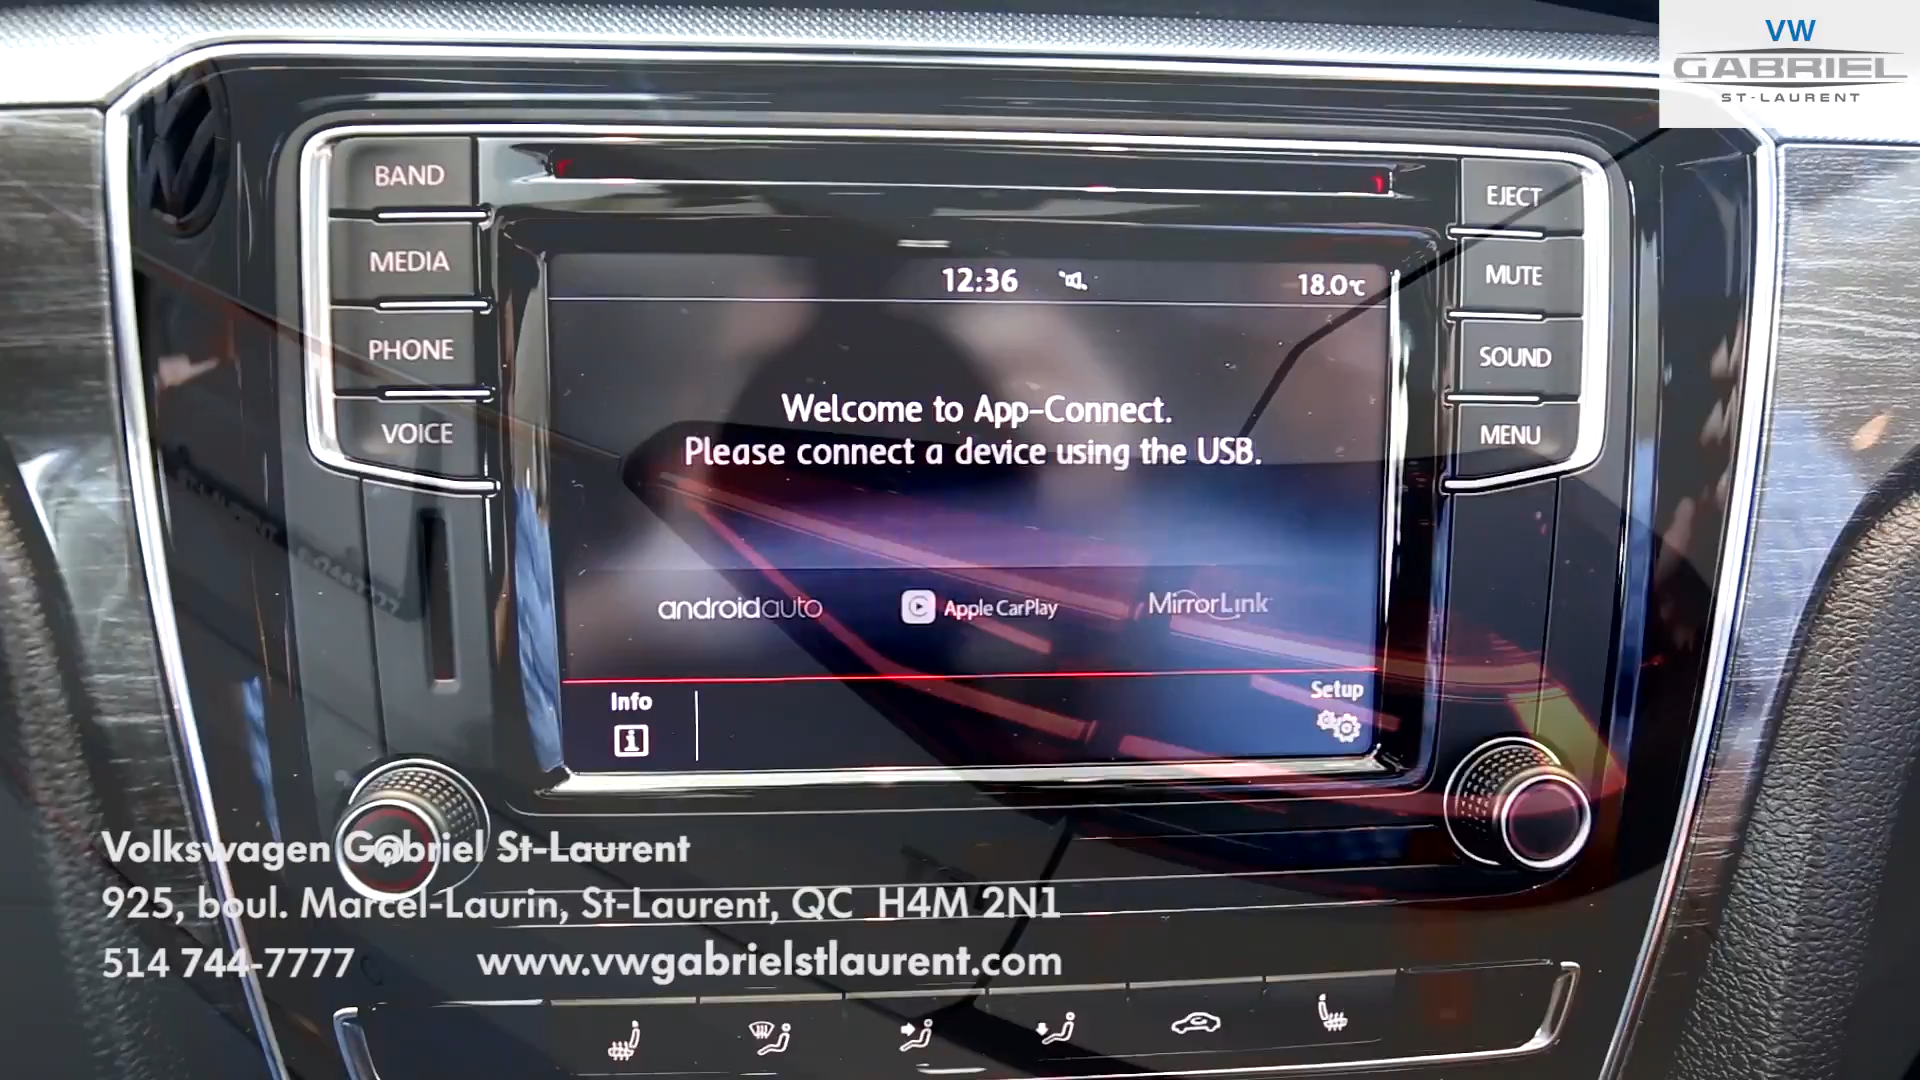 VW
GABRIEL
ST-LAURENT
BAND
MEDIA
PHONE
VOICE
EJECT
MUTE
SOUND
MENU
12:36
18.0°C
Welcome to App-Connect.
Please connect a device using the USB.
androidauto
Apple CarPlay
MirrorLink
Info
Setup
Volkswagen Gabriel St-Laurent
925, boul. Marcel-Laurin, St-Laurent, QC H4M 2N1
514 744-7777
www.vwgabrielstlaurent.com